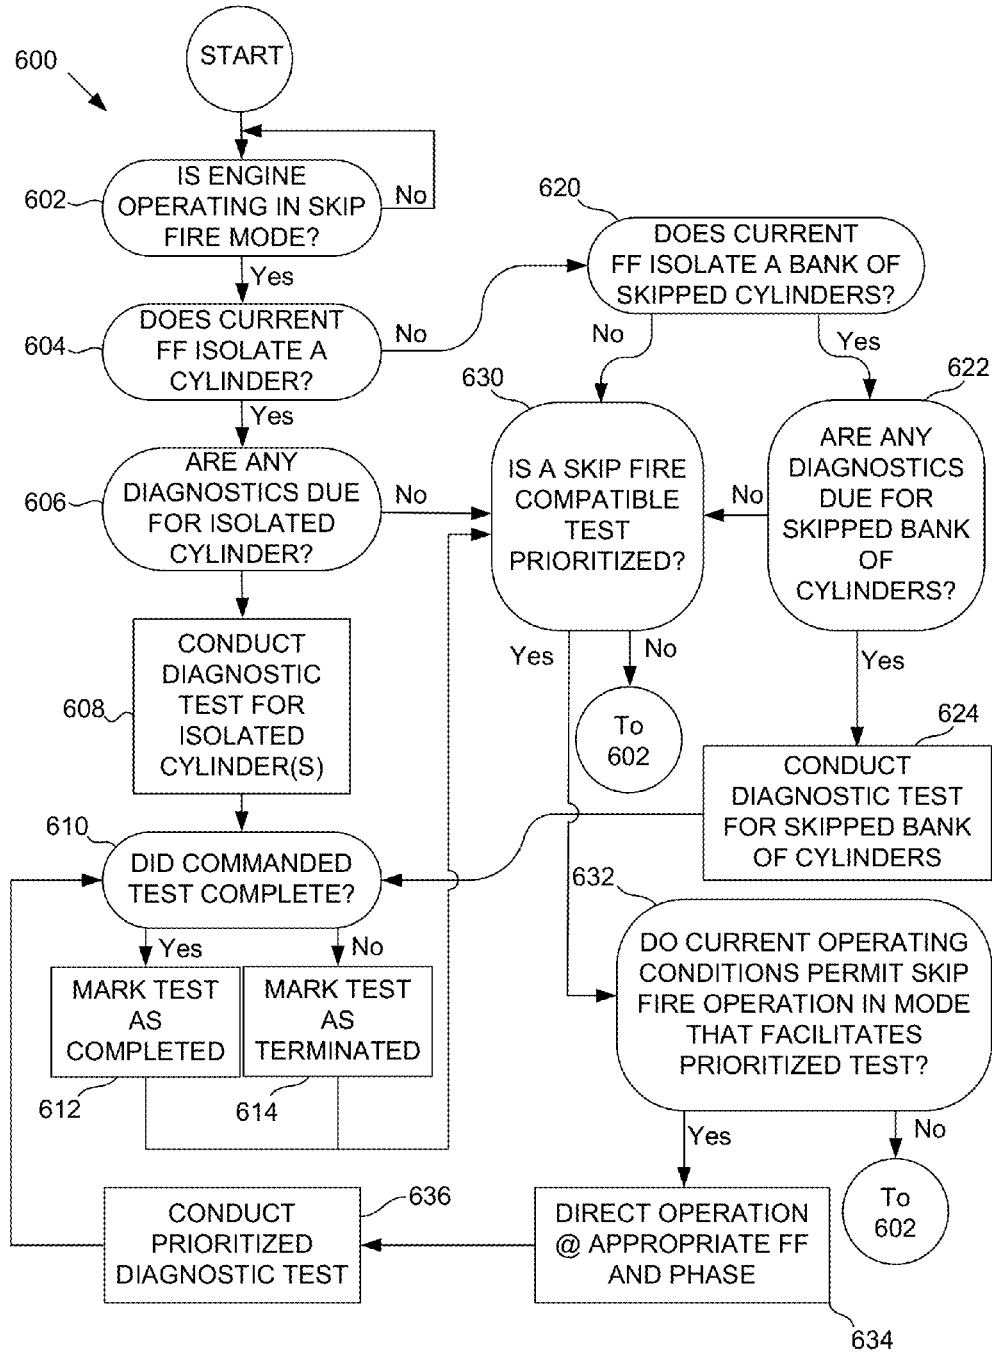 START
600
IS ENGINE
OPERATING IN SKIP
FIRE MODE?
602
No
Yes
DOES CURRENT
FF ISOLATE A
CYLINDER?
604
No
Yes
620
DOES CURRENT
FF ISOLATE A BANK OF
SKIPPED CYLINDERS?
No
Yes
ARE ANY
DIAGNOSTICS DUE
FOR ISOLATED
CYLINDER?
606
No
630
IS A SKIP FIRE
COMPATIBLE
TEST
PRIORITIZED?
Yes
No
To
602
622
ARE ANY
DIAGNOSTICS
DUE FOR
SKIPPED BANK
OF
CYLINDERS?
No
Yes
CONDUCT
DIAGNOSTIC
TEST FOR
ISOLATED
CYLINDER(S)
608
624
CONDUCT
DIAGNOSTIC TEST
FOR SKIPPED BANK
OF CYLINDERS
610
DID COMMANDED
TEST COMPLETE?
Yes
No
MARK TEST
AS
COMPLETED
612
MARK TEST
AS
TERMINATED
614
632
DO CURRENT OPERATING
CONDITIONS PERMIT SKIP
FIRE OPERATION IN MODE
THAT FACILITATES
PRIORITIZED TEST?
Yes
No
To
602
DIRECT OPERATION
@ APPROPRIATE FF
AND PHASE
634
CONDUCT
PRIORITIZED
DIAGNOSTIC TEST
636